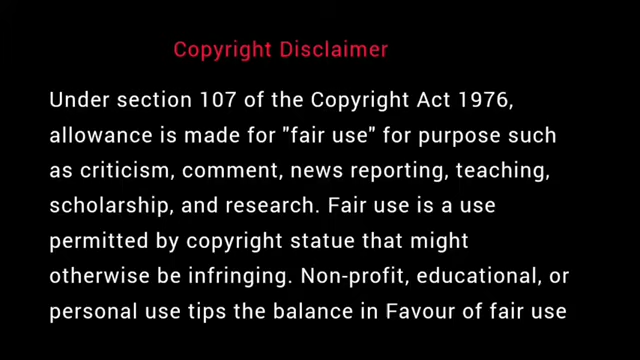 Copyright Disclaimer
Under section 107 of the Copyright Act 1976,
allowance is made for "fair use" for purpose such
as criticism, comment, news reporting, teaching,
scholarship, and research. Fair use is a use
permitted by copyright statue that might
otherwise be infringing. Non-profit, educational, or
personal use tips the balance in Favour of fair use